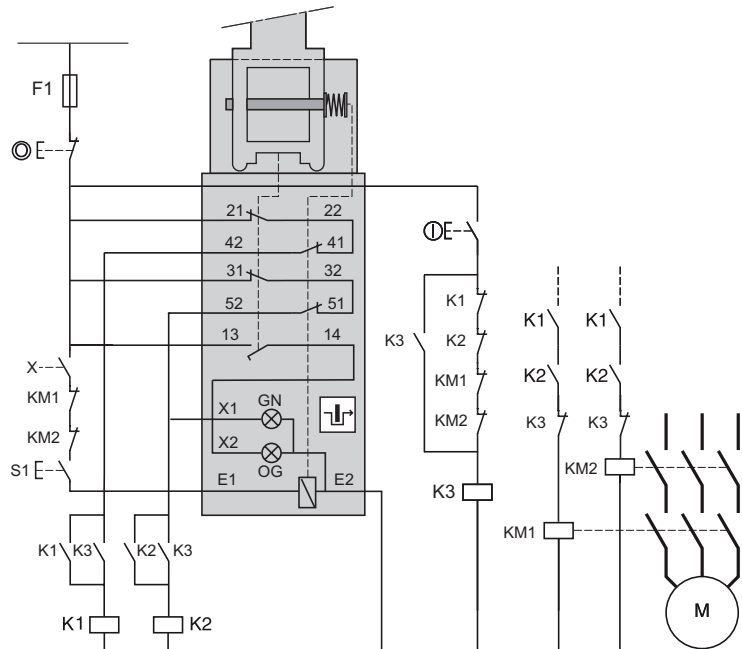 F1
21 22
42 41
31 32
52 51
13 14
X1 GN
X2 OG
E1 E2
X
KM1
KM2
S1
K1 K3 K2 K3
K1 K2
K3
K1
K2
KM1
KM2
K3
K1 K1
K2 K2
K3 K3
KM2
KM1
M